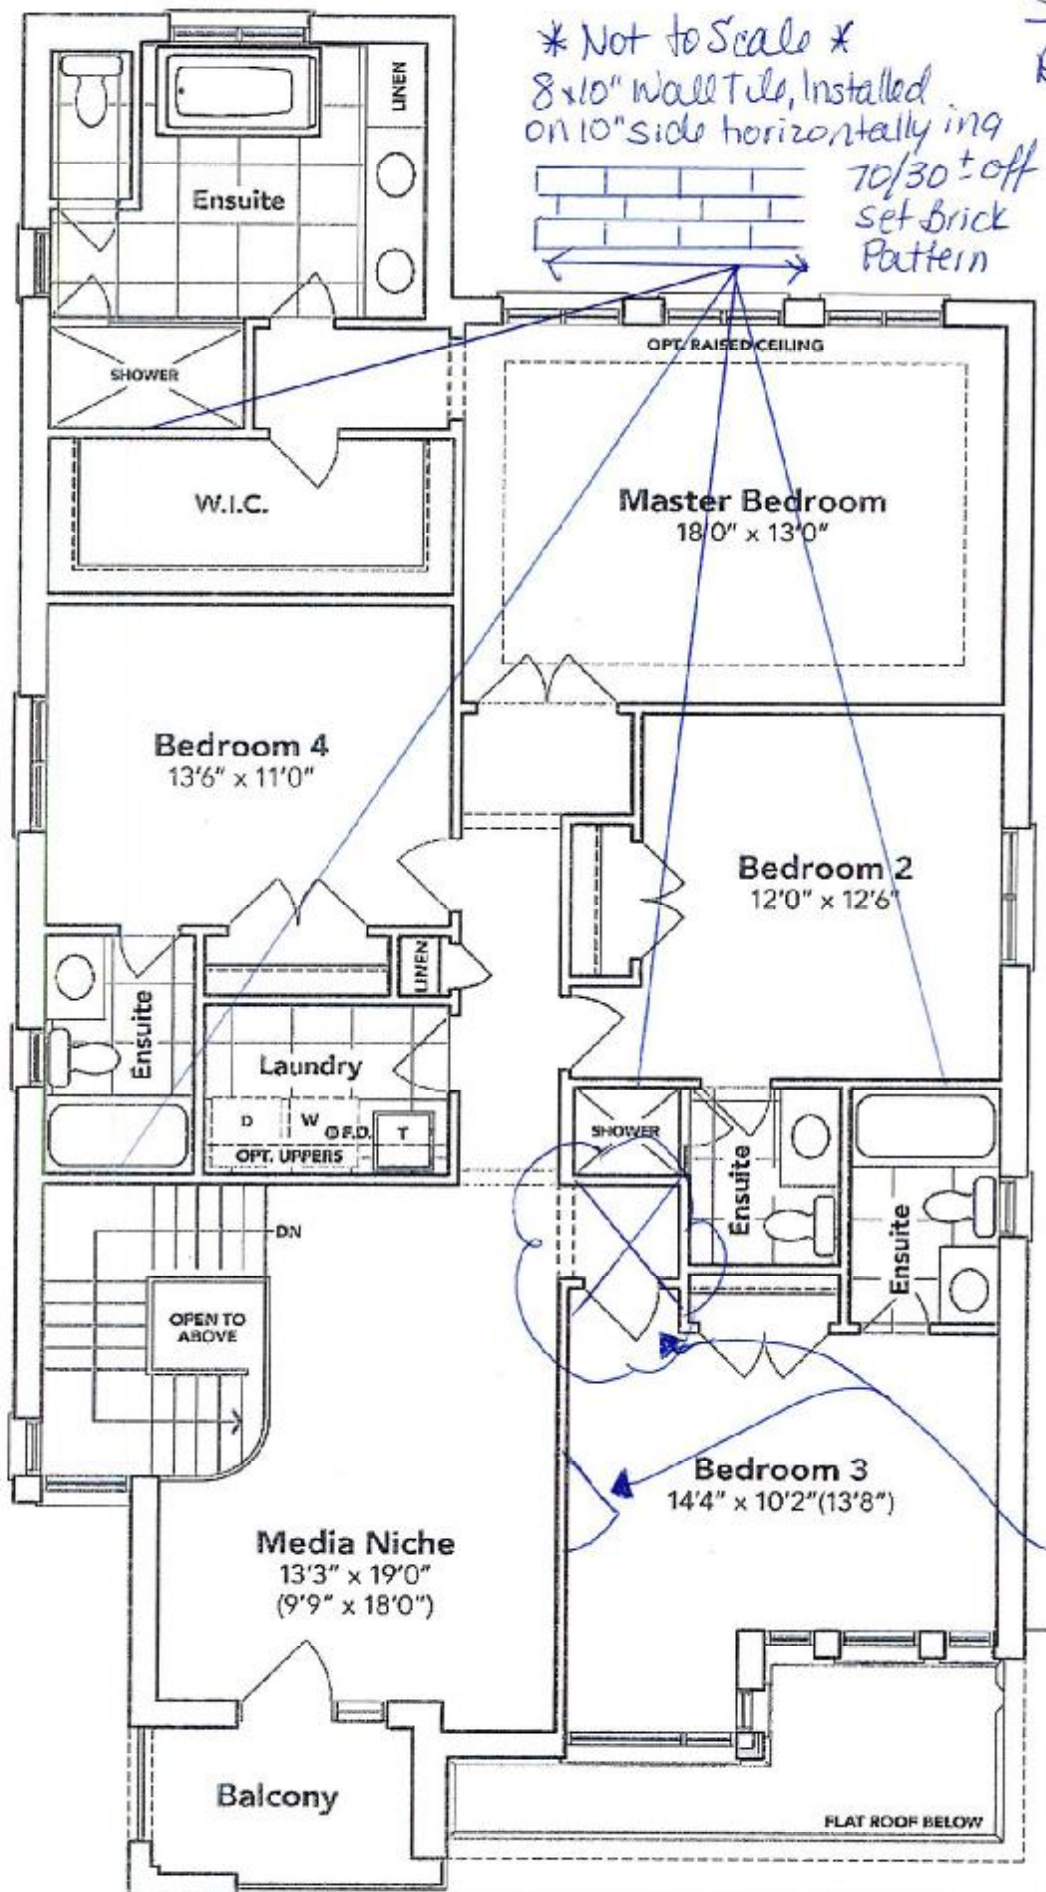 * Not to Scale *
8x10" Wall Tile, Installed
on 10" side horizontally in a
70/30 ± off
set Brick
Pattern
LINEN
Ensuite
SHOWER
OPT. RAISED CEILING
W.I.C.
Master Bedroom
18'0" x 13'0"
Bedroom 4
13'6" x 11'0"
Bedroom 2
12'0" x 12'6"
LINEN
Ensuite
Laundry
D
W
F.D.
T
OPT. UPPERS
SHOWER
Ensuite
Ensuite
DN
OPEN TO
ABOVE
Bedroom 3
14'4" x 10'2"(13'8")
Media Niche
13'3" x 19'0"
(9'9" x 18'0")
Balcony
FLAT ROOF BELOW